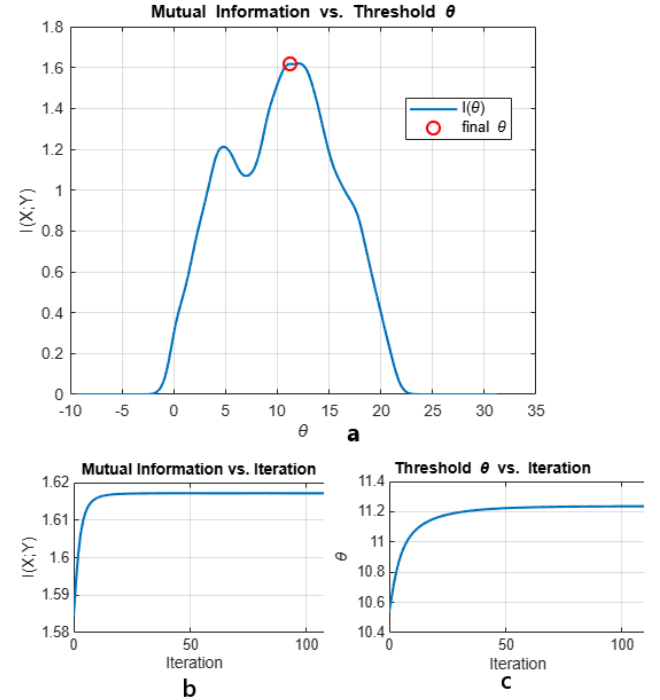 Mutual Information vs. Threshold θ
1.8
1.6
1.4
1.2
1
0.8
0.6
0.4
0.2
0
I(X;Y)
I(θ)
final θ
-10 -5 0 5 10 15 20 25 30 35
θ
a
Mutual Information vs. Iteration
1.62
1.61
1.6
1.59
1.58
I(X;Y)
0 50 100
Iteration
b
Threshold θ vs. Iteration
11.4
11.2
11
10.8
10.6
10.4
θ
0 50 100
Iteration
c